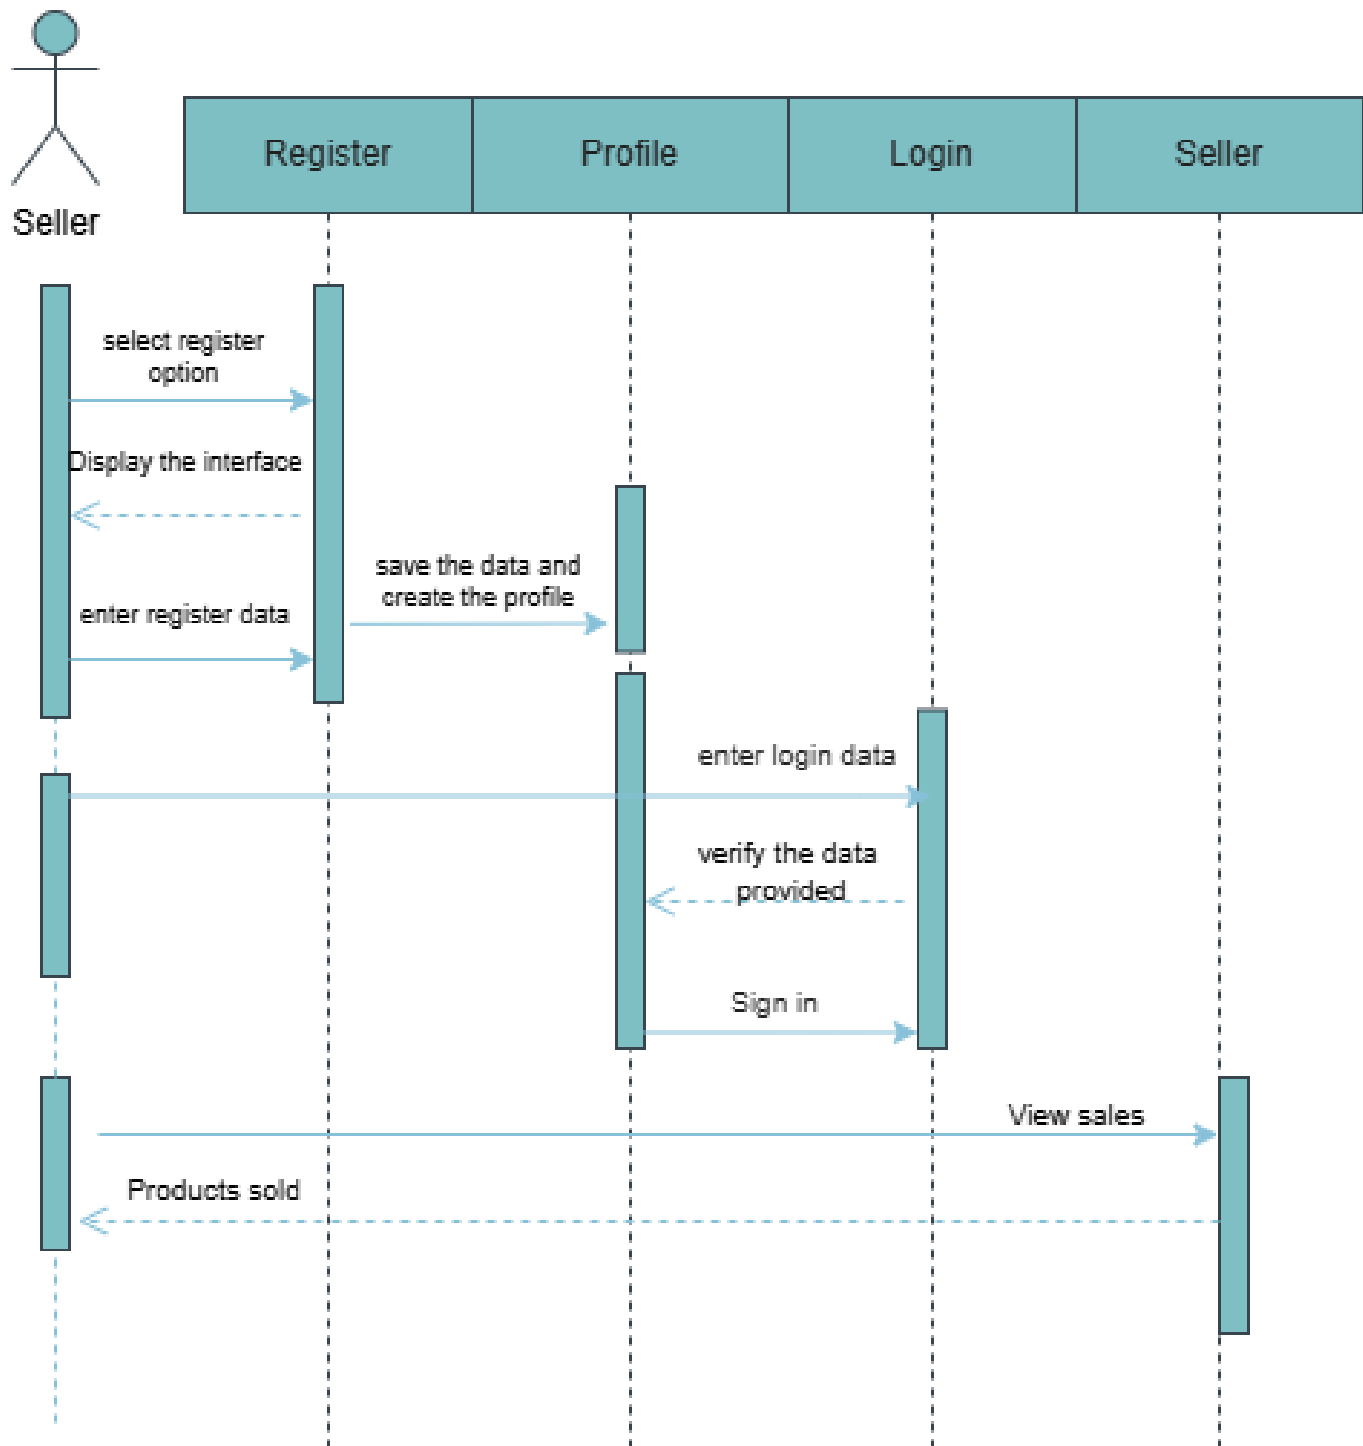 Register
Profile
Login
Seller
Seller
select register
option
Display the interface
save the data and
create the profile
enter register data
enter login data
verify the data
provided
Sign in
View sales
Products sold